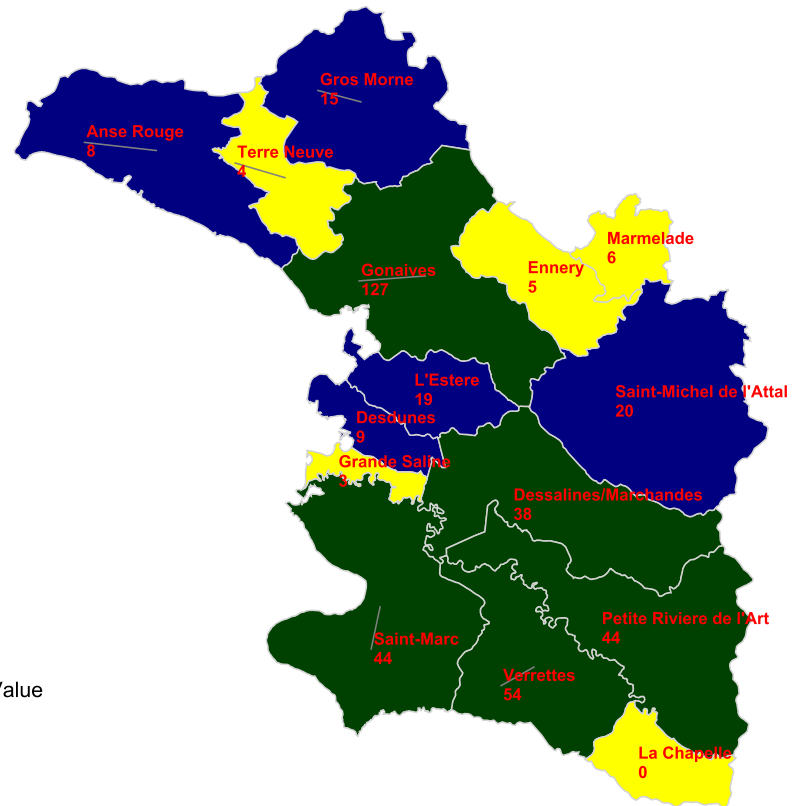 Gros Morne
15
Anse Rouge
8
Terre Neuve
4
Marmelade
6
Ennery
5
Gonaives
127
L'Estere
19
Saint-Michel de l'Attal
20
Desdunes
9
Grande Saline
3
Dessalines/Marchandes
38
Petite Riviere de l'Art
44
Saint-Marc
44
Verrettes
54
Value
La Chapelle
0